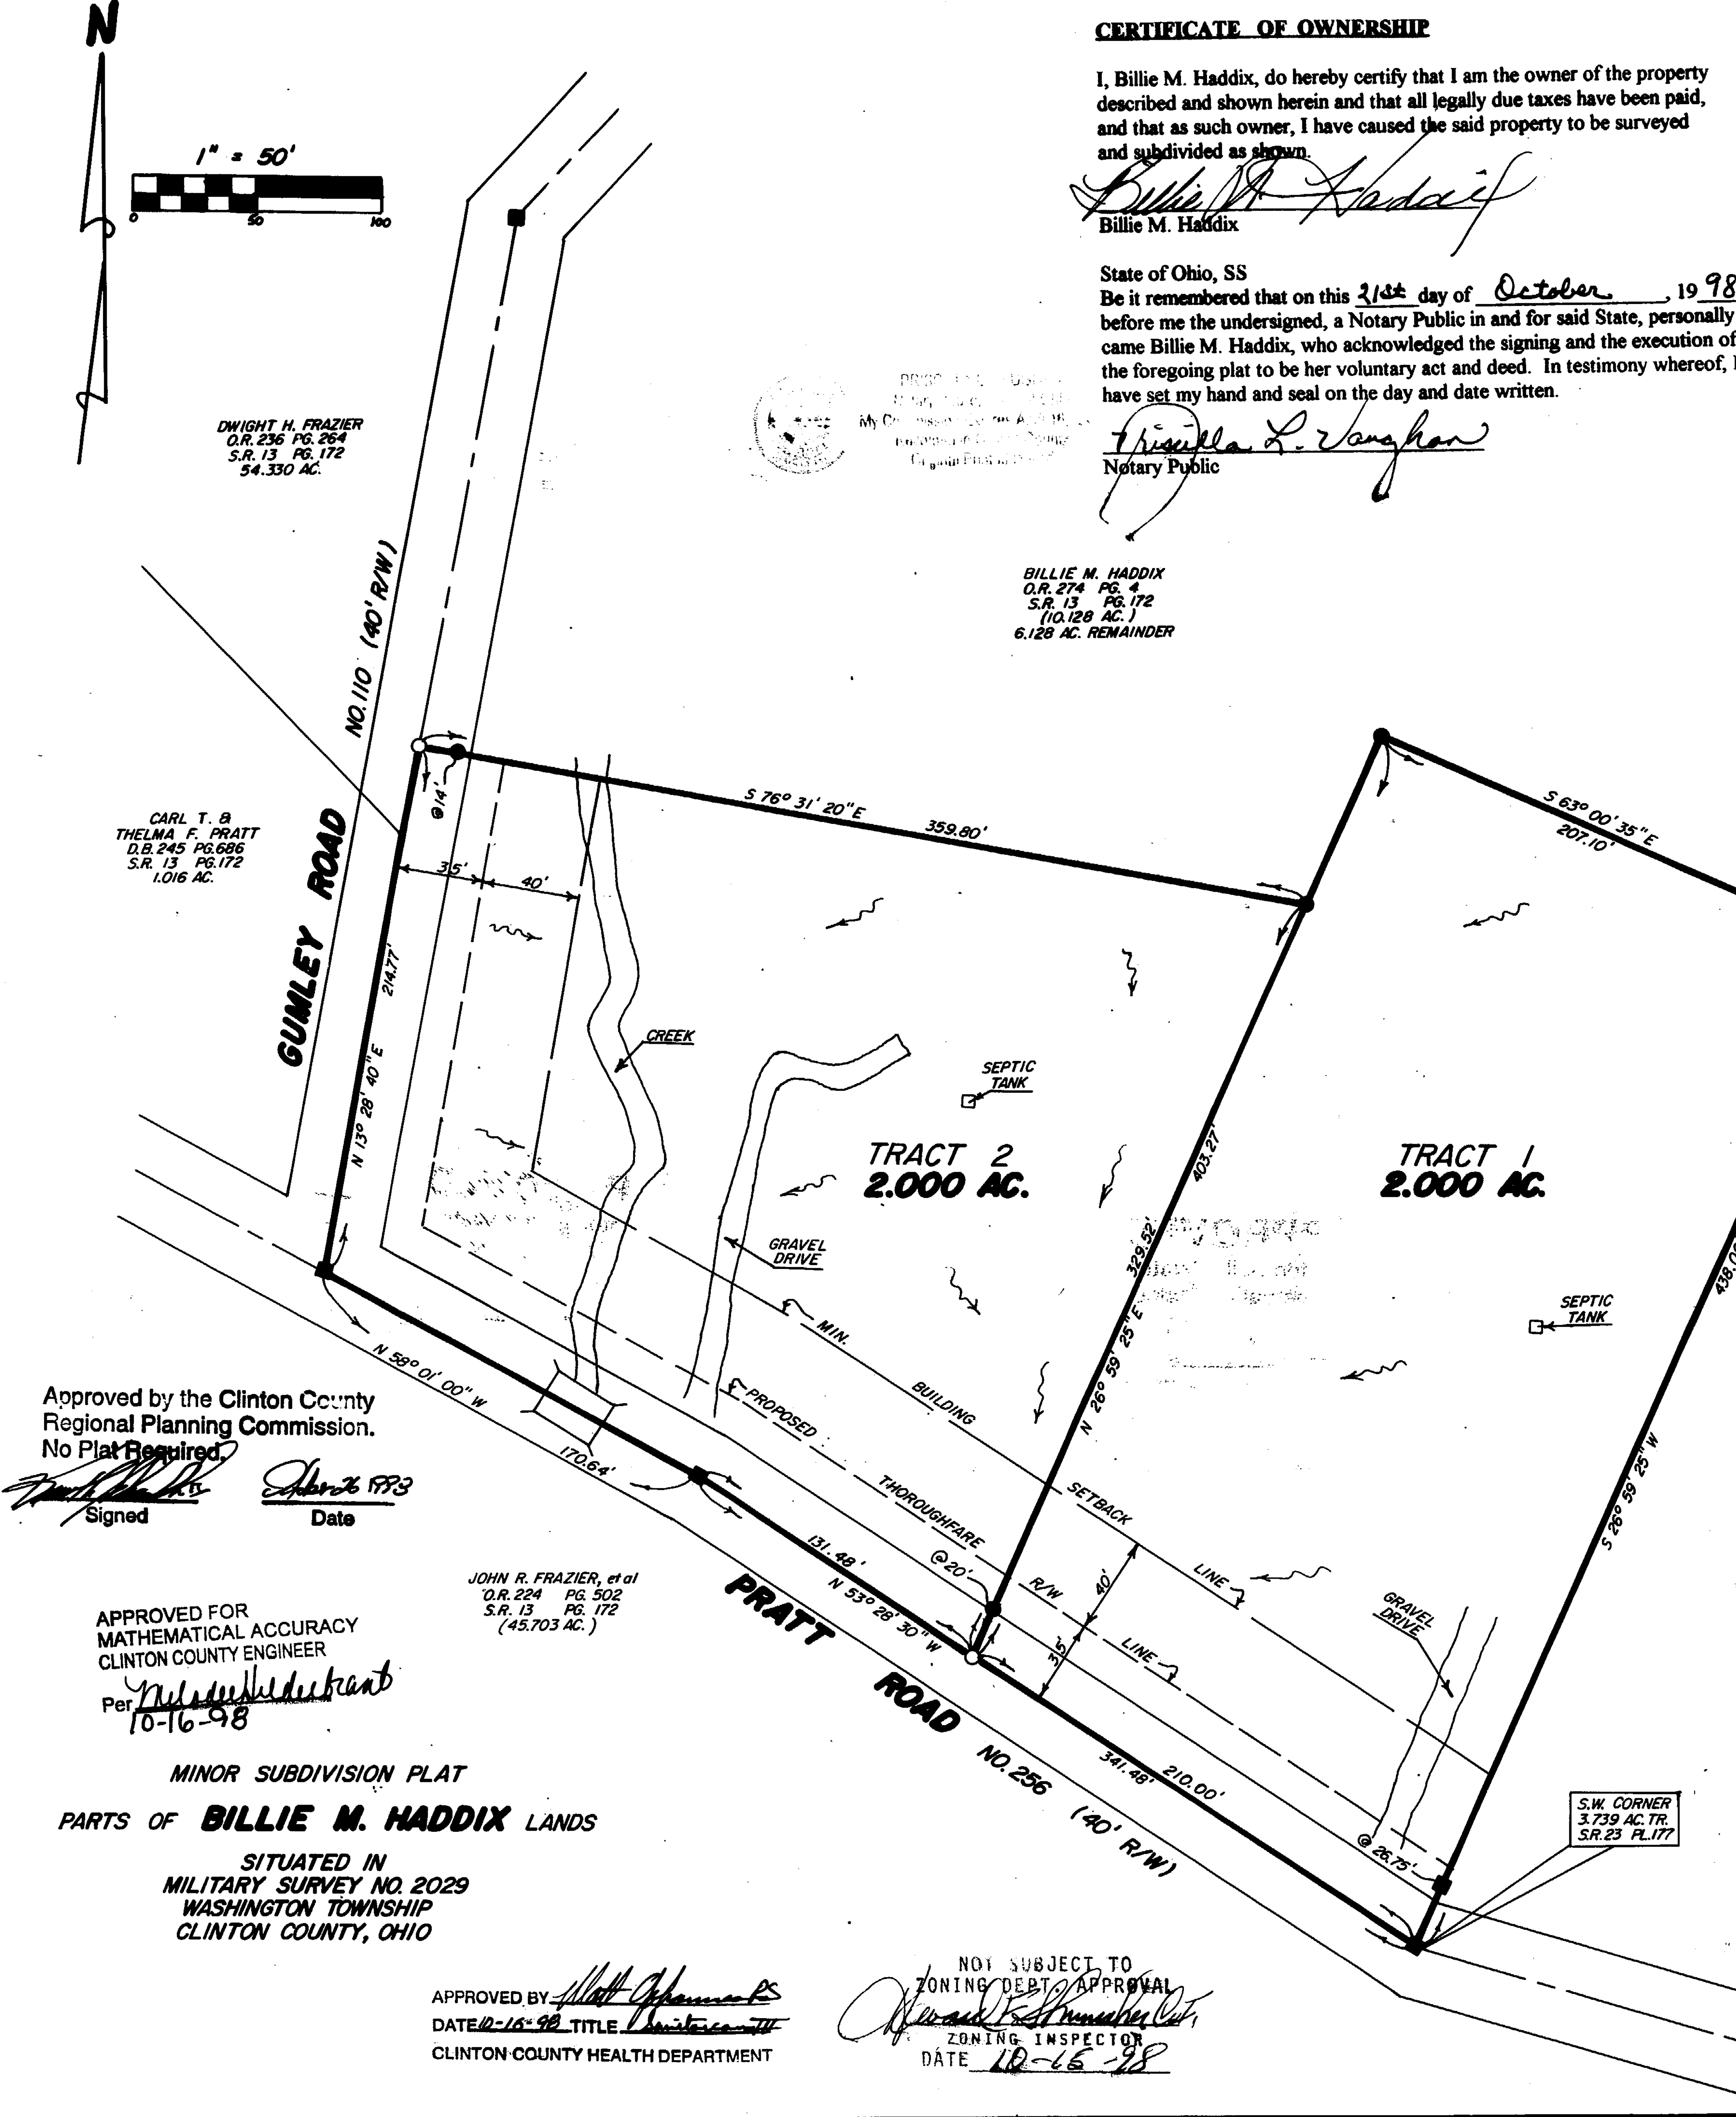 N
1" = 50'
0 50 100
CERTIFICATE OF OWNERSHIP
I, Billie M. Haddix, do hereby certify that I am the owner of the property
described and shown herein and that all legally due taxes have been paid,
and that as such owner, I have caused the said property to be surveyed
and subdivided as shown.
Billie M Haddix
Billie M. Haddix
State of Ohio, SS
Be it remembered that on this 21st day of October, 19 98
before me the undersigned, a Notary Public in and for said State, personally
came Billie M. Haddix, who acknowledged the signing and the execution of
the foregoing plat to be her voluntary act and deed. In testimony whereof, I
have set my hand and seal on the day and date written.
Priscilla L. Vaughan
Notary Public
DWIGHT H. FRAZIER
O.R. 236 PG. 264
S.R. 13 PG. 172
54.330 AC.
BILLIE M. HADDIX
O.R. 274 PG. 4
S.R. 13 PG. 172
(10.128 AC.)
6.128 AC. REMAINDER
NO. 110 (40' R/W)
GUMLEY ROAD
CARL T. &
THELMA F. PRATT
D.B. 245 PG. 686
S.R. 13 PG. 172
1.016 AC.
@14'
35'
40'
S 76° 31' 20" E
359.80'
S 63° 00' 35" E
207.10'
214.77'
N 13° 28' 40" E
CREEK
SEPTIC
TANK
TRACT 2
2.000 AC.
403.27'
329.52'
N 26° 59' 25" E
TRACT 1
2.000 AC.
438.0
S 26° 59' 25" W
SEPTIC
TANK
GRAVEL
DRIVE
MIN.
BUILDING
SETBACK
LINE
PROPOSED
THOROUGHFARE
R/W
LINE
N 58° 01' 00" W
170.64'
131.48'
N 53° 28' 30" W
@20'
40'
35'
GRAVEL
DRIVE
PRATT
ROAD
NO. 256
(40' R/W)
341.48'
210.00'
@ 26.75'
S.W. CORNER
3.739 AC. TR.
S.R. 23 PL. 177
Approved by the Clinton County
Regional Planning Commission.
No Plat Required.
Signed
Date
JOHN R. FRAZIER, et al
O.R. 224 PG. 502
S.R. 13 PG. 172
(45.703 AC.)
APPROVED FOR
MATHEMATICAL ACCURACY
CLINTON COUNTY ENGINEER
Per
10-16-98
MINOR SUBDIVISION PLAT
PARTS OF BILLIE M. HADDIX LANDS
SITUATED IN
MILITARY SURVEY NO. 2029
WASHINGTON TOWNSHIP
CLINTON COUNTY, OHIO
APPROVED BY
DATE 10-16-98 TITLE
CLINTON COUNTY HEALTH DEPARTMENT
NOT SUBJECT TO
ZONING DEPT. APPROVAL
ZONING INSPECTOR
DATE